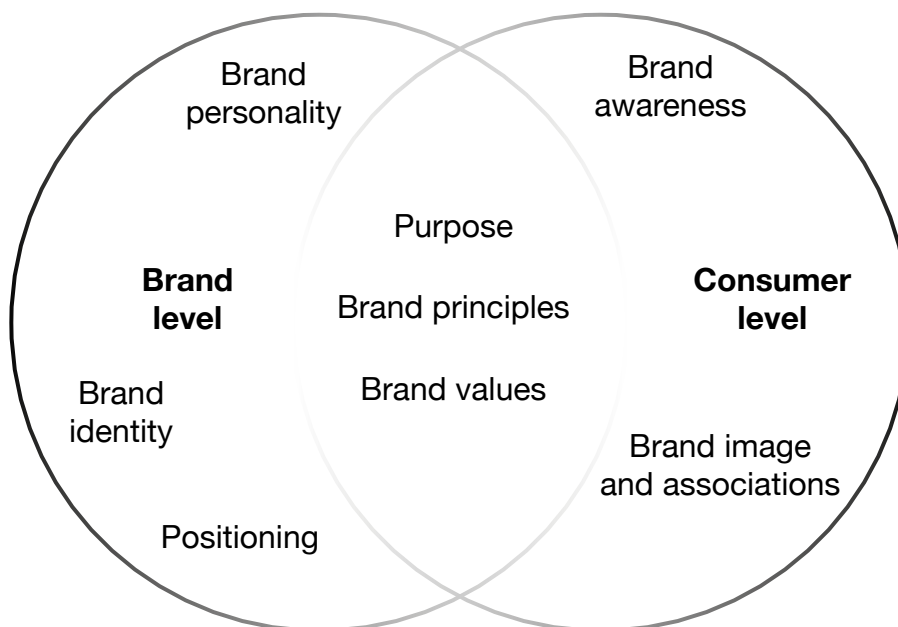 Brand
personality
Brand
awareness
Purpose
Brand
level
Brand principles
Consumer
level
Brand values
Brand
identity
Brand image
and associations
Positioning